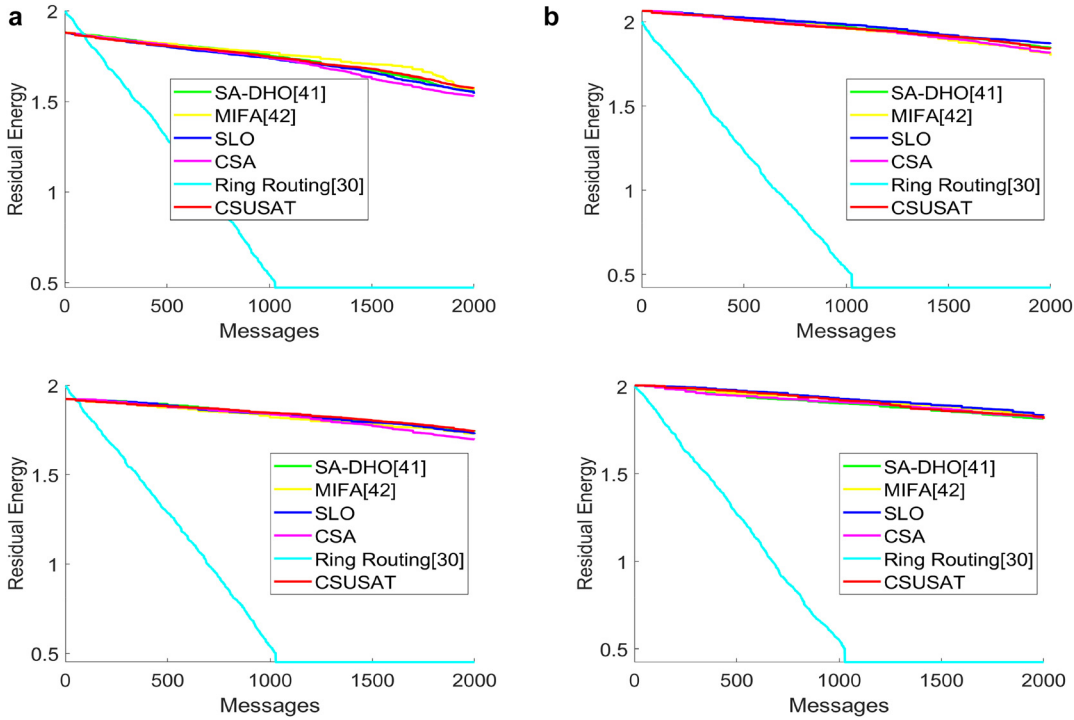 a
2
1.5
1
0.5
Residual Energy
SA-DHO[41]
MIFA[42]
SLO
CSA
Ring Routing[30]
CSUSAT
0 500 1000 1500 2000
Messages
b
2
1.5
1
0.5
Residual Energy
SA-DHO[41]
MIFA[42]
SLO
CSA
Ring Routing[30]
CSUSAT
0 500 1000 1500 2000
Messages
2
1.5
1
0.5
Residual Energy
SA-DHO[41]
MIFA[42]
SLO
CSA
Ring Routing[30]
CSUSAT
0 500 1000 1500 2000
Messages
2
1.5
1
0.5
Residual Energy
SA-DHO[41]
MIFA[42]
SLO
CSA
Ring Routing[30]
CSUSAT
0 500 1000 1500 2000
Messages